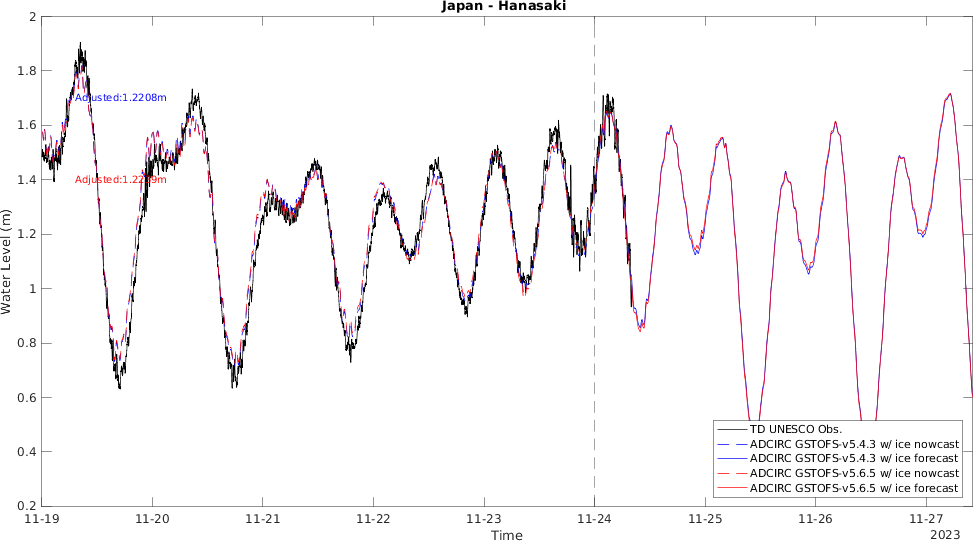 Japan - Hanasaki
2
1.8
1.6
1.4
1.2
1
0.8
0.6
0.4
0.2
Water Level (m)
Adjusted:1.2208m
TD UNESCO Obs.
ADCIRC GSTOFS-v5.4.3 w/ ice nowcast
ADCIRC GSTOFS-v5.4.3 w/ ice forecast
ADCIRC GSTOFS-v5.6.5 w/ ice nowcast
ADCIRC GSTOFS-v5.6.5 w/ ice forecast
11-19 11-20 11-21 11-22 11-23 11-24 11-25 11-26 11-27
Time
2023